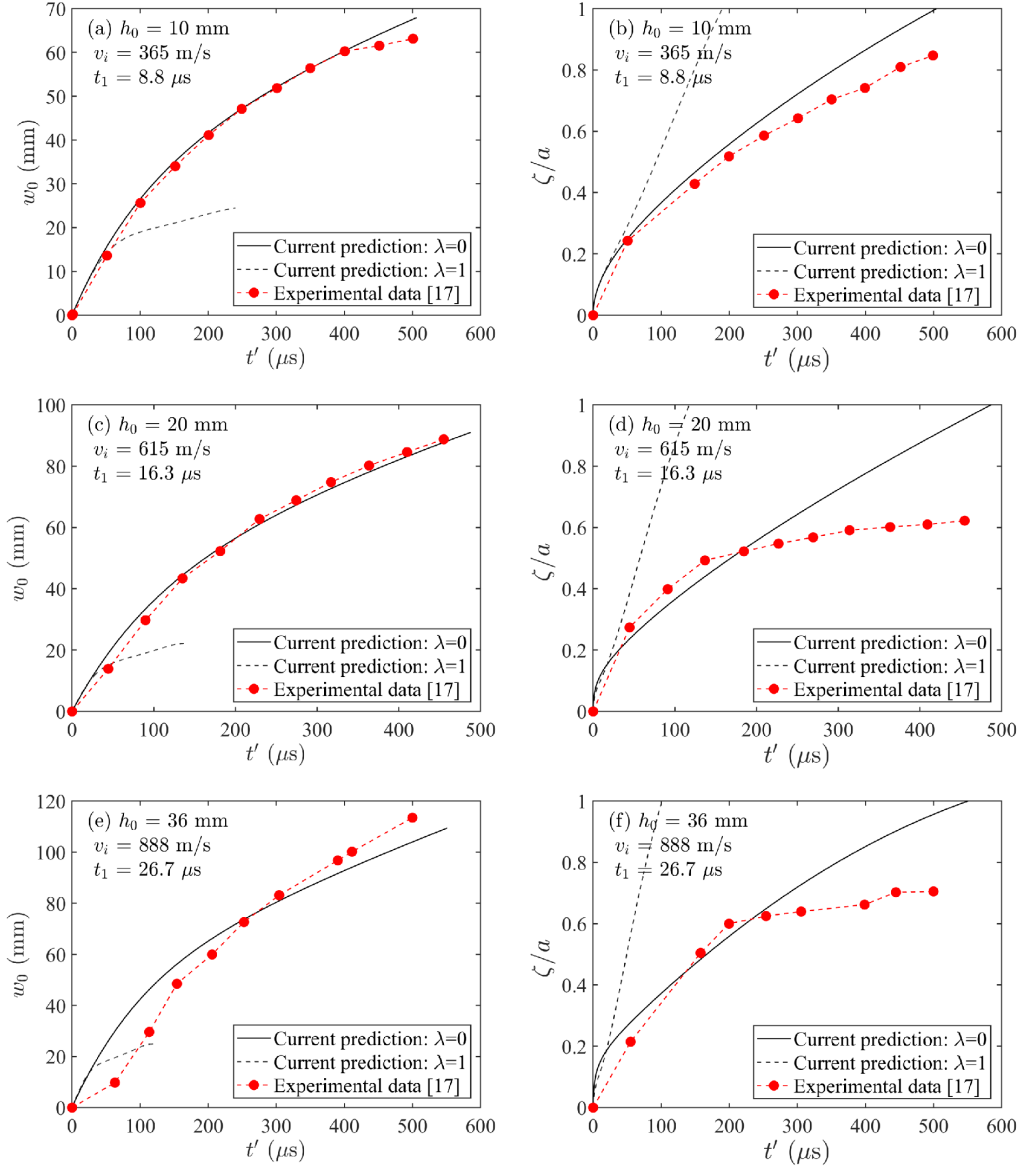 (a) h₀ = 10 mm
vᵢ = 365 m/s
t₁ = 8.8 μs
w₀ (mm)
70
60
50
40
30
20
10
0
Current prediction: λ=0
Current prediction: λ=1
Experimental data [17]
0 100 200 300 400 500 600
t′ (μs)
(b) h₀ = 10 mm
vᵢ = 365 m/s
t₁ = 8.8 μs
ζ/a
1
0.8
0.6
0.4
0.2
0
Current prediction: λ=0
Current prediction: λ=1
Experimental data [17]
0 100 200 300 400 500 600
t′ (μs)
(c) h₀ = 20 mm
vᵢ = 615 m/s
t₁ = 16.3 μs
w₀ (mm)
100
80
60
40
20
0
Current prediction: λ=0
Current prediction: λ=1
Experimental data [17]
0 100 200 300 400 500
t′ (μs)
(d) h₀ = 20 mm
vᵢ = 615 m/s
t₁ = 16.3 μs
ζ/a
1
0.8
0.6
0.4
0.2
0
Current prediction: λ=0
Current prediction: λ=1
Experimental data [17]
0 100 200 300 400 500
t′ (μs)
(e) h₀ = 36 mm
vᵢ = 888 m/s
t₁ = 26.7 μs
w₀ (mm)
120
100
80
60
40
20
0
Current prediction: λ=0
Current prediction: λ=1
Experimental data [17]
0 100 200 300 400 500 600
t′ (μs)
(f) h₀ = 36 mm
vᵢ = 888 m/s
t₁ = 26.7 μs
ζ/a
1
0.8
0.6
0.4
0.2
0
Current prediction: λ=0
Current prediction: λ=1
Experimental data [17]
0 100 200 300 400 500 600
t′ (μs)